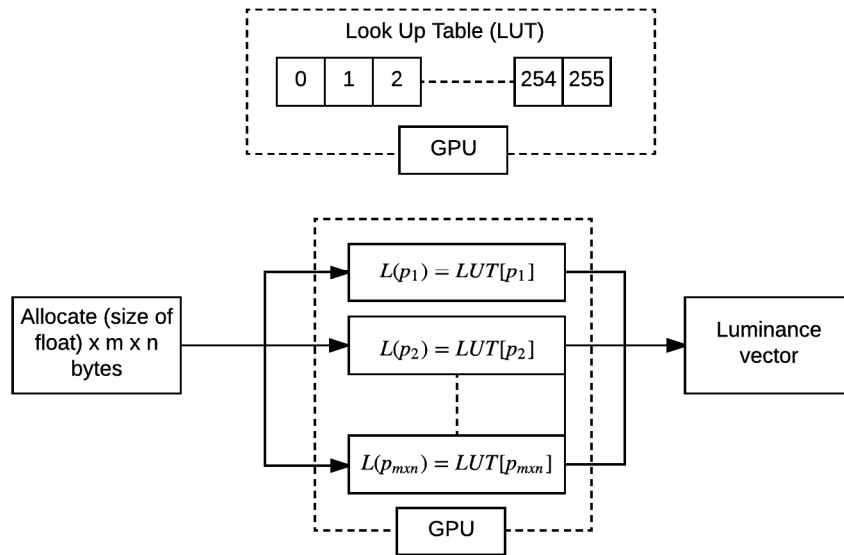 Look Up Table (LUT)
0 1 2 254 255
GPU
Allocate (size of
float) x m x n
bytes
L(p₁) = LUT[p₁]
L(p₂) = LUT[p₂]
L(pₘₓₙ) = LUT[pₘₓₙ]
Luminance
vector
GPU